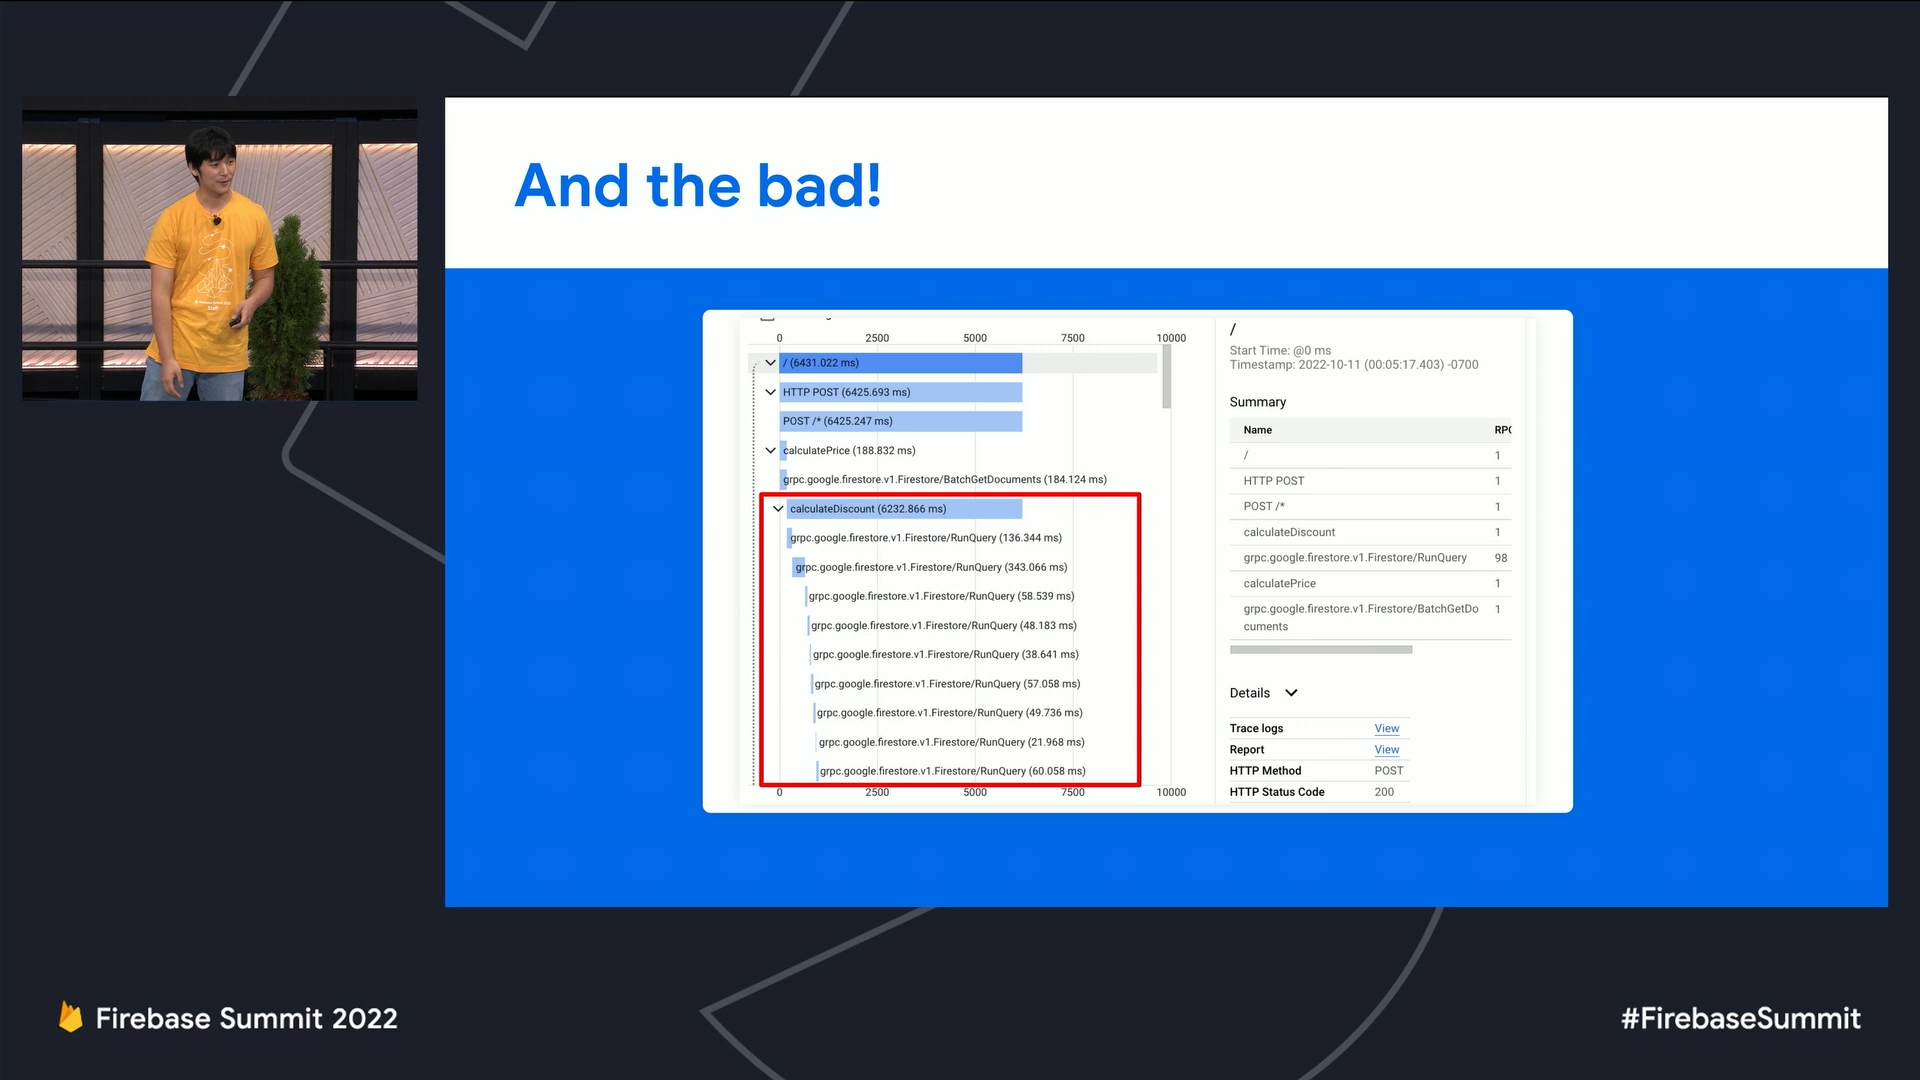 And the bad!
0 2500 5000 7500 10000
/ (6431.022 ms)
HTTP POST (6425.693 ms)
POST /* (6425.247 ms)
calculatePrice (188.832 ms)
grpc.google.firestore.v1.Firestore/BatchGetDocuments (184.124 ms)
calculateDiscount (6232.866 ms)
grpc.google.firestore.v1.Firestore/RunQuery (136.344 ms)
grpc.google.firestore.v1.Firestore/RunQuery (343.066 ms)
grpc.google.firestore.v1.Firestore/RunQuery (58.539 ms)
grpc.google.firestore.v1.Firestore/RunQuery (48.183 ms)
grpc.google.firestore.v1.Firestore/RunQuery (38.641 ms)
grpc.google.firestore.v1.Firestore/RunQuery (57.058 ms)
grpc.google.firestore.v1.Firestore/RunQuery (49.736 ms)
grpc.google.firestore.v1.Firestore/RunQuery (21.968 ms)
grpc.google.firestore.v1.Firestore/RunQuery (60.058 ms)
0 2500 5000 7500 10000
/
Start Time: @0 ms
Timestamp: 2022-10-11 (00:05:17.403) -0700
Summary
Name
/ 1
HTTP POST 1
POST /* 1
calculateDiscount 1
grpc.google.firestore.v1.Firestore/RunQuery 98
calculatePrice 1
grpc.google.firestore.v1.Firestore/BatchGetDo 1
cuments
Details
Trace logs View
Report View
HTTP Method POST
HTTP Status Code 200
Firebase Summit 2022
Staff
Firebase Summit 2022
#FirebaseSummit